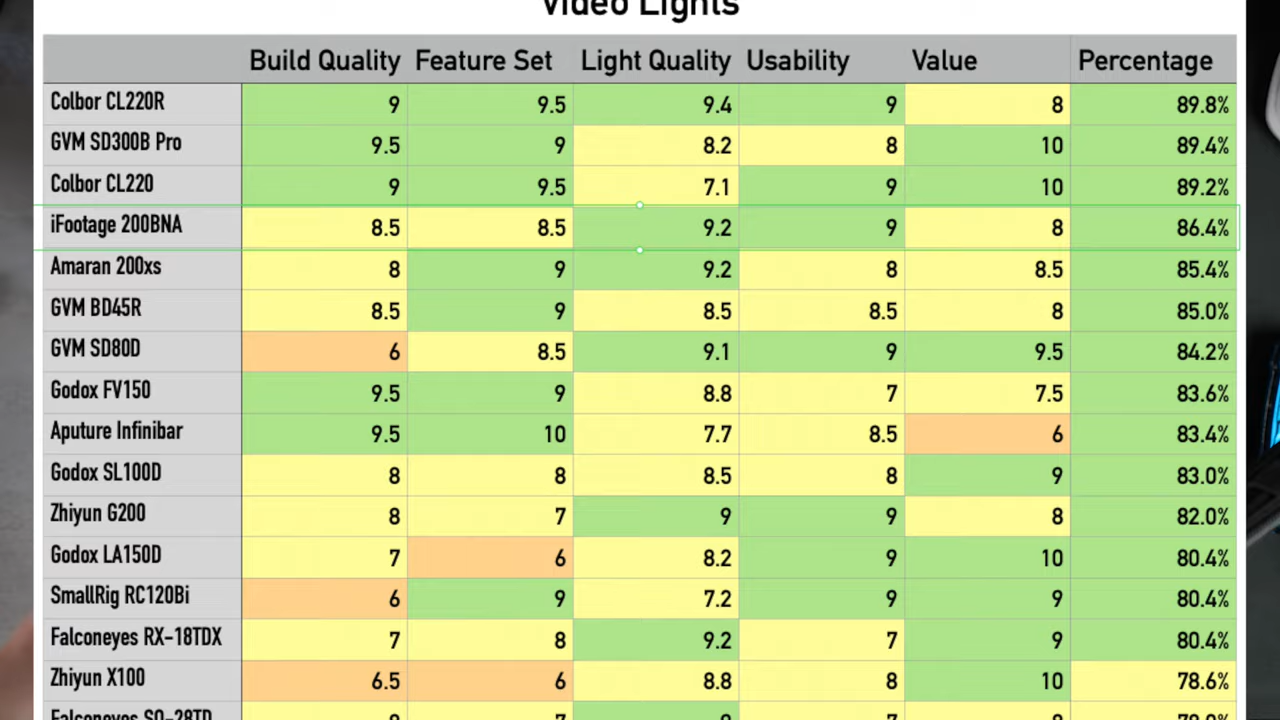 Video Lights
Build Quality Feature Set Light Quality Usability Value Percentage
Colbor CL220R 9 9.5 9.4 9 8 89.8%
GVM SD300B Pro 9.5 9 8.2 8 10 89.4%
Colbor CL220 9 9.5 7.1 9 10 89.2%
iFootage 200BNA 8.5 8.5 9.2 9 8 86.4%
Amaran 200xs 8 9 9.2 8 8.5 85.4%
GVM BD45R 8.5 9 8.5 8.5 8 85.0%
GVM SD80D 6 8.5 9.1 9 9.5 84.2%
Godox FV150 9.5 9 8.8 7 7.5 83.6%
Aputure Infinibar 9.5 10 7.7 8.5 6 83.4%
Godox SL100D 8 8 8.5 8 9 83.0%
Zhiyun G200 8 7 9 9 8 82.0%
Godox LA150D 7 6 8.2 9 10 80.4%
SmallRig RC120Bi 6 9 7.2 9 9 80.4%
Falconeyes RX-18TDX 7 8 9.2 7 9 80.4%
Zhiyun X100 6.5 6 8.8 8 10 78.6%
Falconeyes